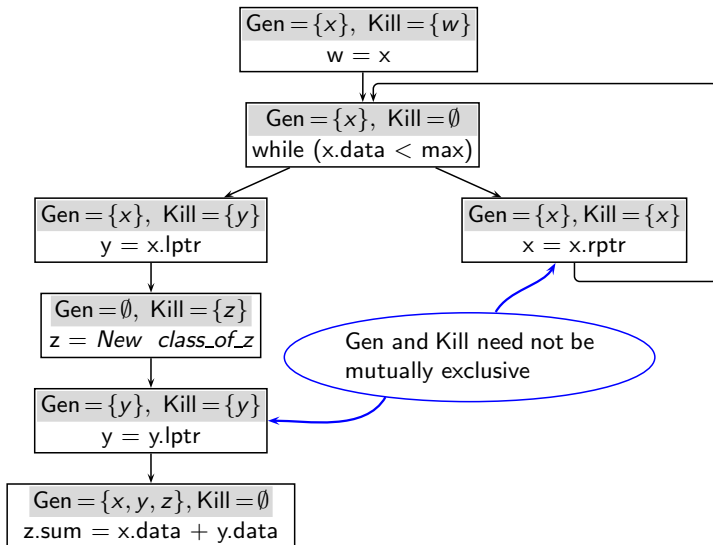 Gen = {x}, Kill = {w}
w = x
Gen = {x}, Kill = ∅
while (x.data < max)
Gen = {x}, Kill = {y}
y = x.lptr
Gen = {x}, Kill = {x}
x = x.rptr
Gen = ∅, Kill = {z}
z = New class_of_z
Gen and Kill need not be
mutually exclusive
Gen = {y}, Kill = {y}
y = y.lptr
Gen = {x, y, z}, Kill = ∅
z.sum = x.data + y.data